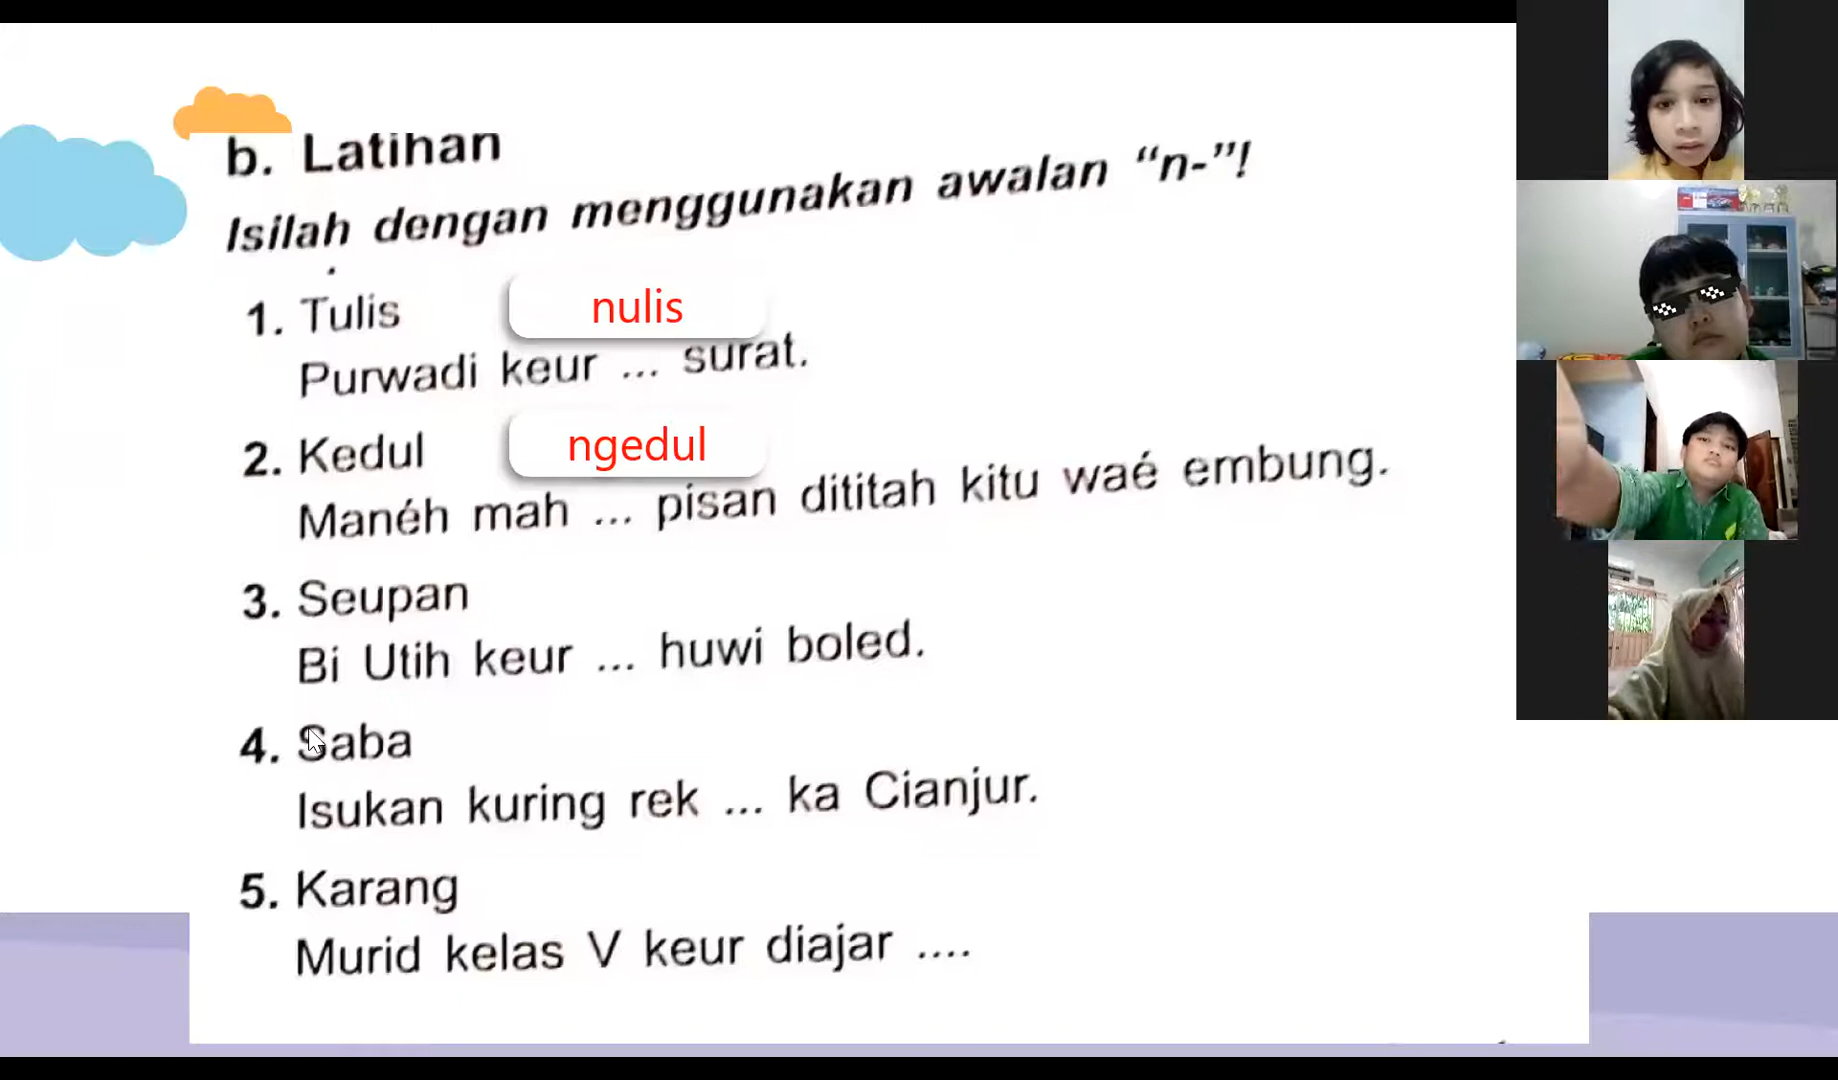 b. Latihan
Isilah dengan menggunakan awalan “n-”!
1. Tulis
nulis
Purwadi keur ... surat.
2. Kedul
ngedul
Manéh mah ... pisan dititah kitu waé embung.
3. Seupan
Bi Utih keur ... huwi boled.
4. Saba
Isukan kuring rek ... ka Cianjur.
5. Karang
Murid kelas V keur diajar ....